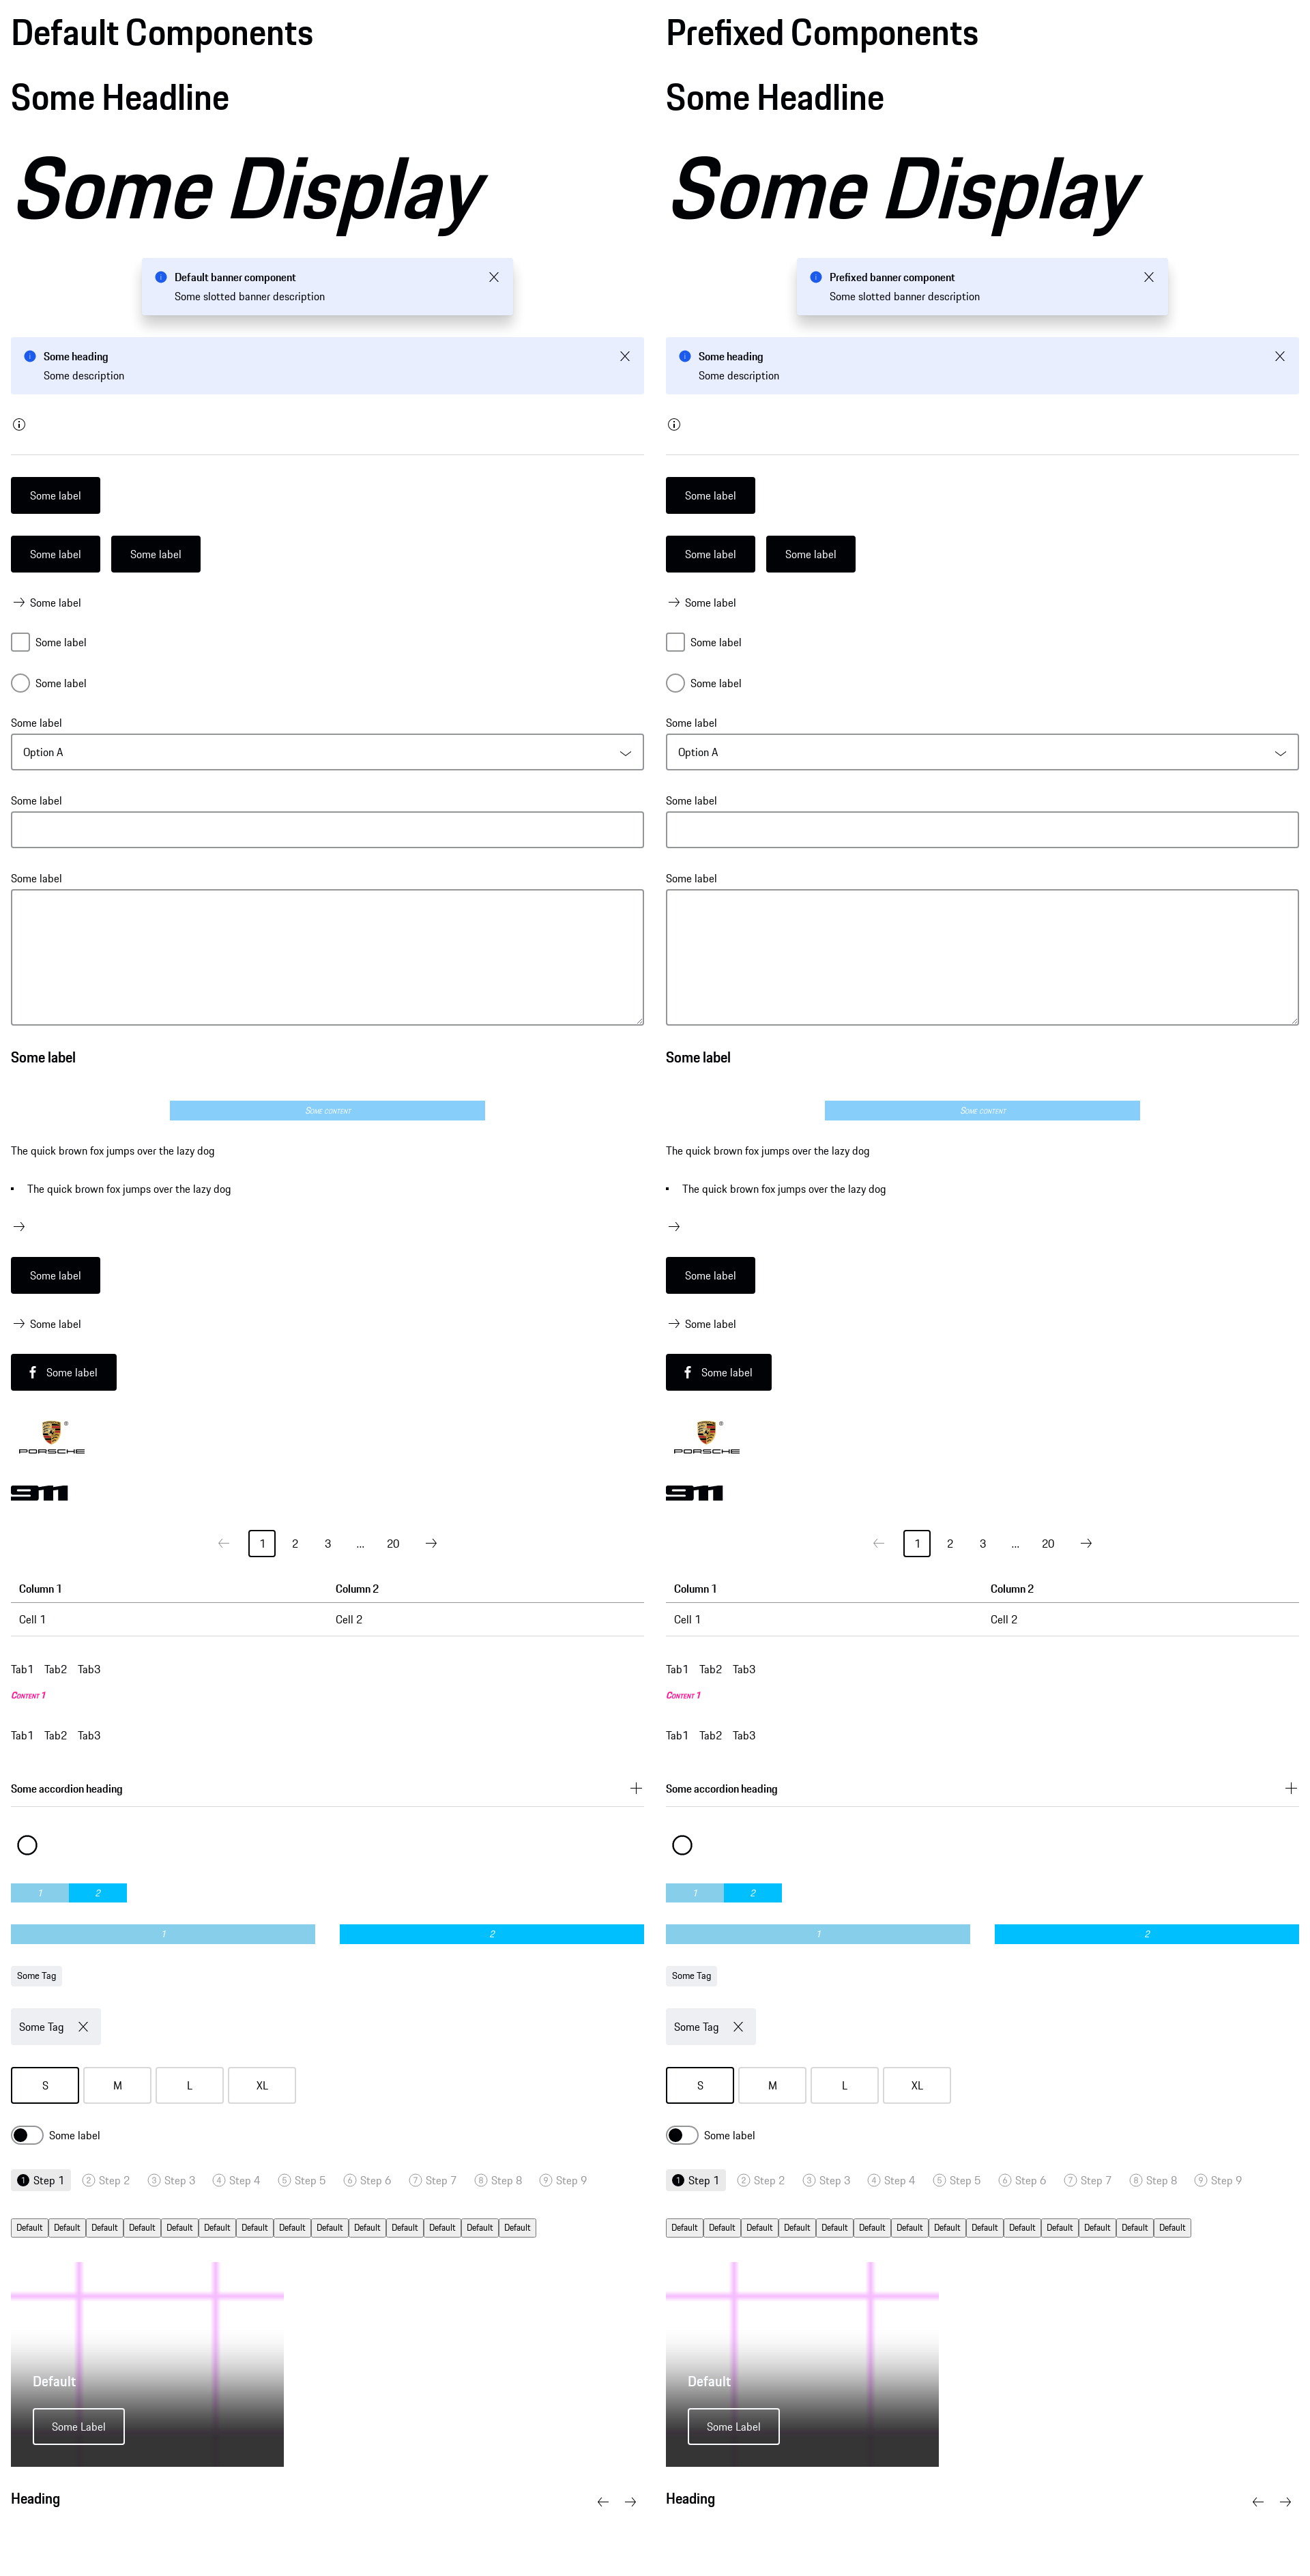 Default Components
Some Headline
Some Display
Default banner component
Some slotted banner description
Some heading
Some description
Some label
Some label Some label
Some label
Some label
Some label
Some label
Option A
Some label
Some label
Some label
Some content
The quick brown fox jumps over the lazy dog
The quick brown fox jumps over the lazy dog
Some label
Some label
Some label
PORSCHE
911
1 2 3 ... 20
Column 1 Column 2
Cell 1 Cell 2
Tab1 Tab2 Tab3
Content 1
Tab1 Tab2 Tab3
Some accordion heading
1 2
1 2
Some Tag
Some Tag
S M L XL
Some label
1 Step 1 2 Step 2 3 Step 3 4 Step 4 5 Step 5 6 Step 6 7 Step 7 8 Step 8 9 Step 9
Default Default Default Default Default Default Default Default Default Default Default Default Default Default
Default
Some Label
Heading
Prefixed Components
Some Headline
Some Display
Prefixed banner component
Some slotted banner description
Some heading
Some description
Some label
Some label Some label
Some label
Some label
Some label
Some label
Option A
Some label
Some label
Some label
Some content
The quick brown fox jumps over the lazy dog
The quick brown fox jumps over the lazy dog
Some label
Some label
Some label
PORSCHE
911
1 2 3 ... 20
Column 1 Column 2
Cell 1 Cell 2
Tab1 Tab2 Tab3
Content 1
Tab1 Tab2 Tab3
Some accordion heading
1 2
1 2
Some Tag
Some Tag
S M L XL
Some label
1 Step 1 2 Step 2 3 Step 3 4 Step 4 5 Step 5 6 Step 6 7 Step 7 8 Step 8 9 Step 9
Default Default Default Default Default Default Default Default Default Default Default Default Default Default
Default
Some Label
Heading